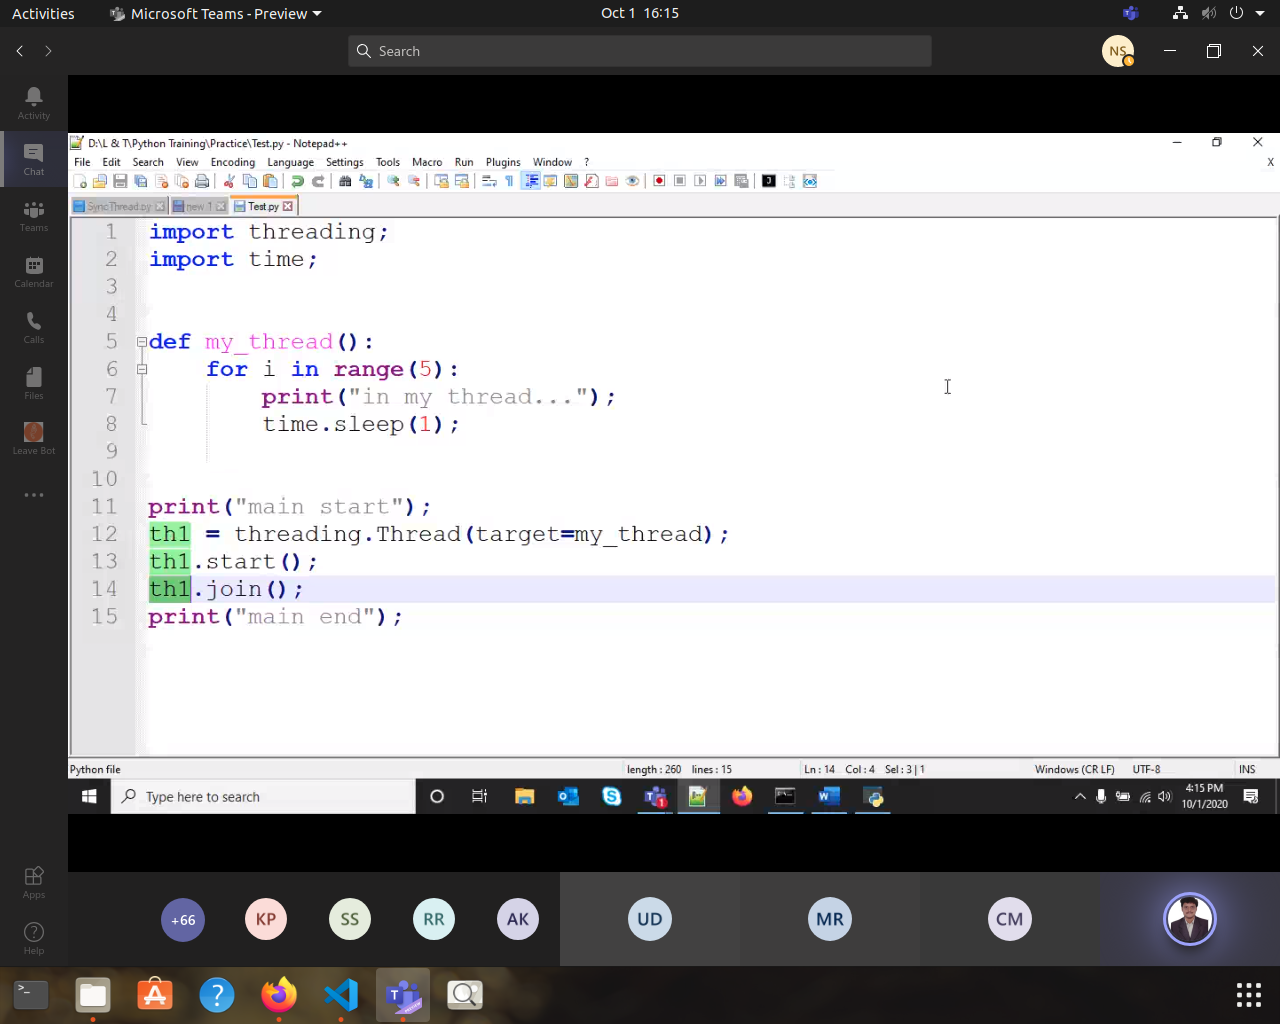 Activities Microsoft Teams - Preview Oct 1 16:15
Search NS
Activity
Chat
Teams
Calendar
Calls
Files
Leave Bot
Apps
Help
D:\L & T\Python Training\Practice\Test.py - Notepad++
File Edit Search View Encoding Language Settings Tools Macro Run Plugins Window ? X
SyncThread.py new 1 Test.py
1 import threading;
2 import time;
3
4
5 def my_thread():
6 for i in range(5):
7 print("in my thread...");
8 time.sleep(1);
9
10
11 print("main start");
12 th1 = threading.Thread(target=my_thread);
13 th1.start();
14 th1.join();
15 print("main end");
Python file length : 260 lines : 15 Ln : 14 Col : 4 Sel : 3 | 1 Windows (CR LF) UTF-8 INS
Type here to search 4:15 PM
10/1/2020
+66 KP SS RR AK UD MR CM